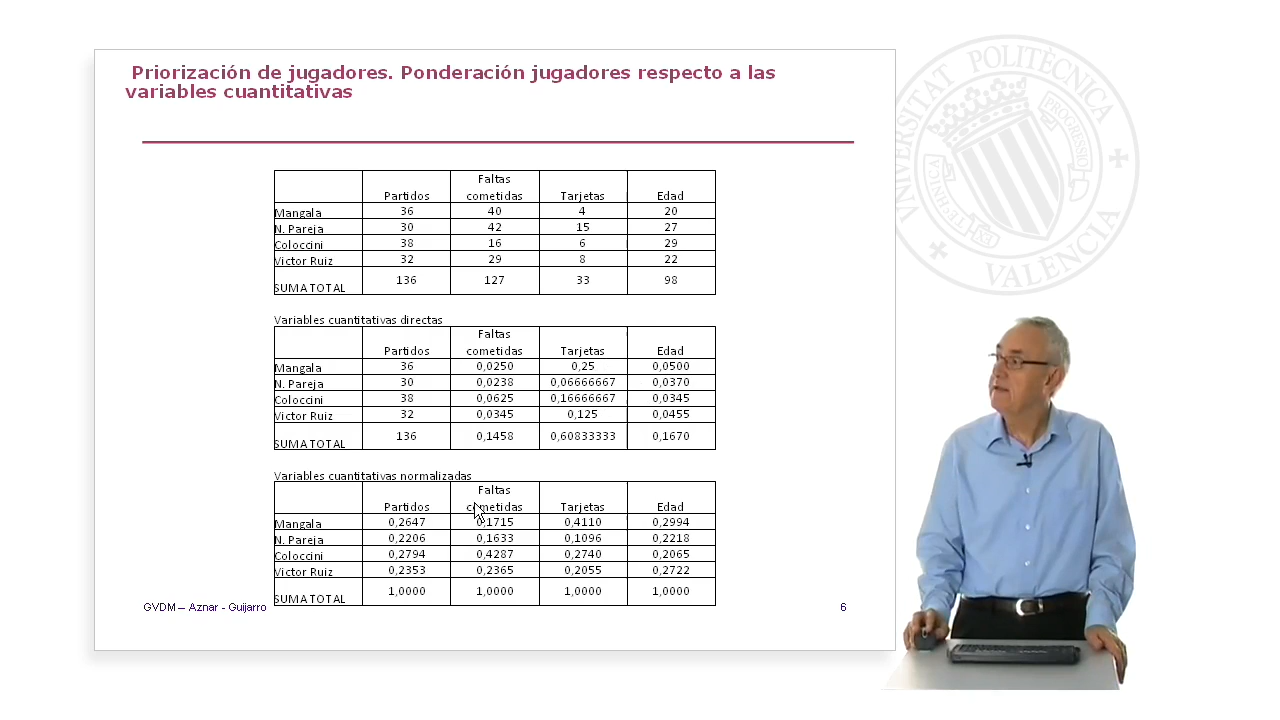 Priorización de jugadores. Ponderación jugadores respecto a las
variables cuantitativas
Partidos Faltas cometidas Tarjetas Edad
Mangala 36 40 4 20
N. Pareja 30 42 15 27
Coloccini 38 16 6 29
Victor Ruiz 32 29 8 22
SUMA TOTAL 136 127 33 98
Variables cuantitativas directas
Partidos Faltas cometidas Tarjetas Edad
Mangala 36 0,0250 0,25 0,0500
N. Pareja 30 0,0238 0,06666667 0,0370
Coloccini 38 0,0625 0,16666667 0,0345
Victor Ruiz 32 0,0345 0,125 0,0455
SUMA TOTAL 136 0,1458 0,60833333 0,1670
Variables cuantitativas normalizadas
Partidos Faltas cometidas Tarjetas Edad
Mangala 0,2647 0,1715 0,4110 0,2994
N. Pareja 0,2206 0,1633 0,1096 0,2218
Coloccini 0,2794 0,4287 0,2740 0,2065
Victor Ruiz 0,2353 0,2365 0,2055 0,2722
SUMA TOTAL 1,0000 1,0000 1,0000 1,0000
GVDM – Aznar - Guijarro
6
UNIVERSITAT POLITÈCNICA
VALÈNCIA
PROGRESSIO
ET TECHNICA
EX